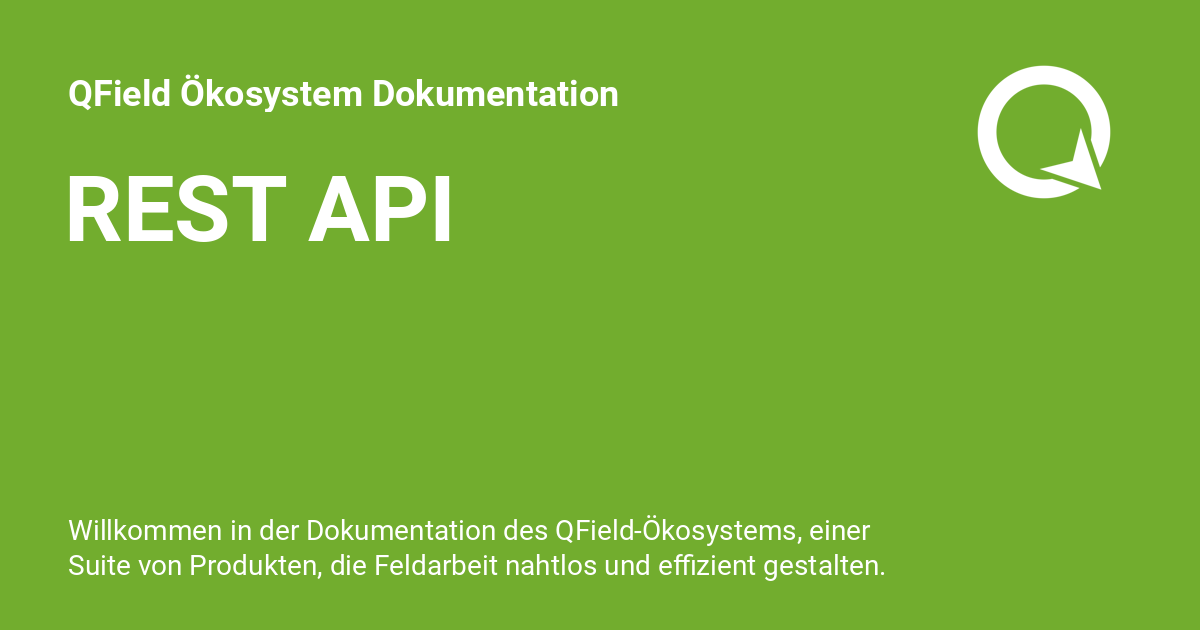 QField Ökosystem Dokumentation
REST API
Willkommen in der Dokumentation des QField-Ökosystems, einer
Suite von Produkten, die Feldarbeit nahtlos und effizient gestalten.